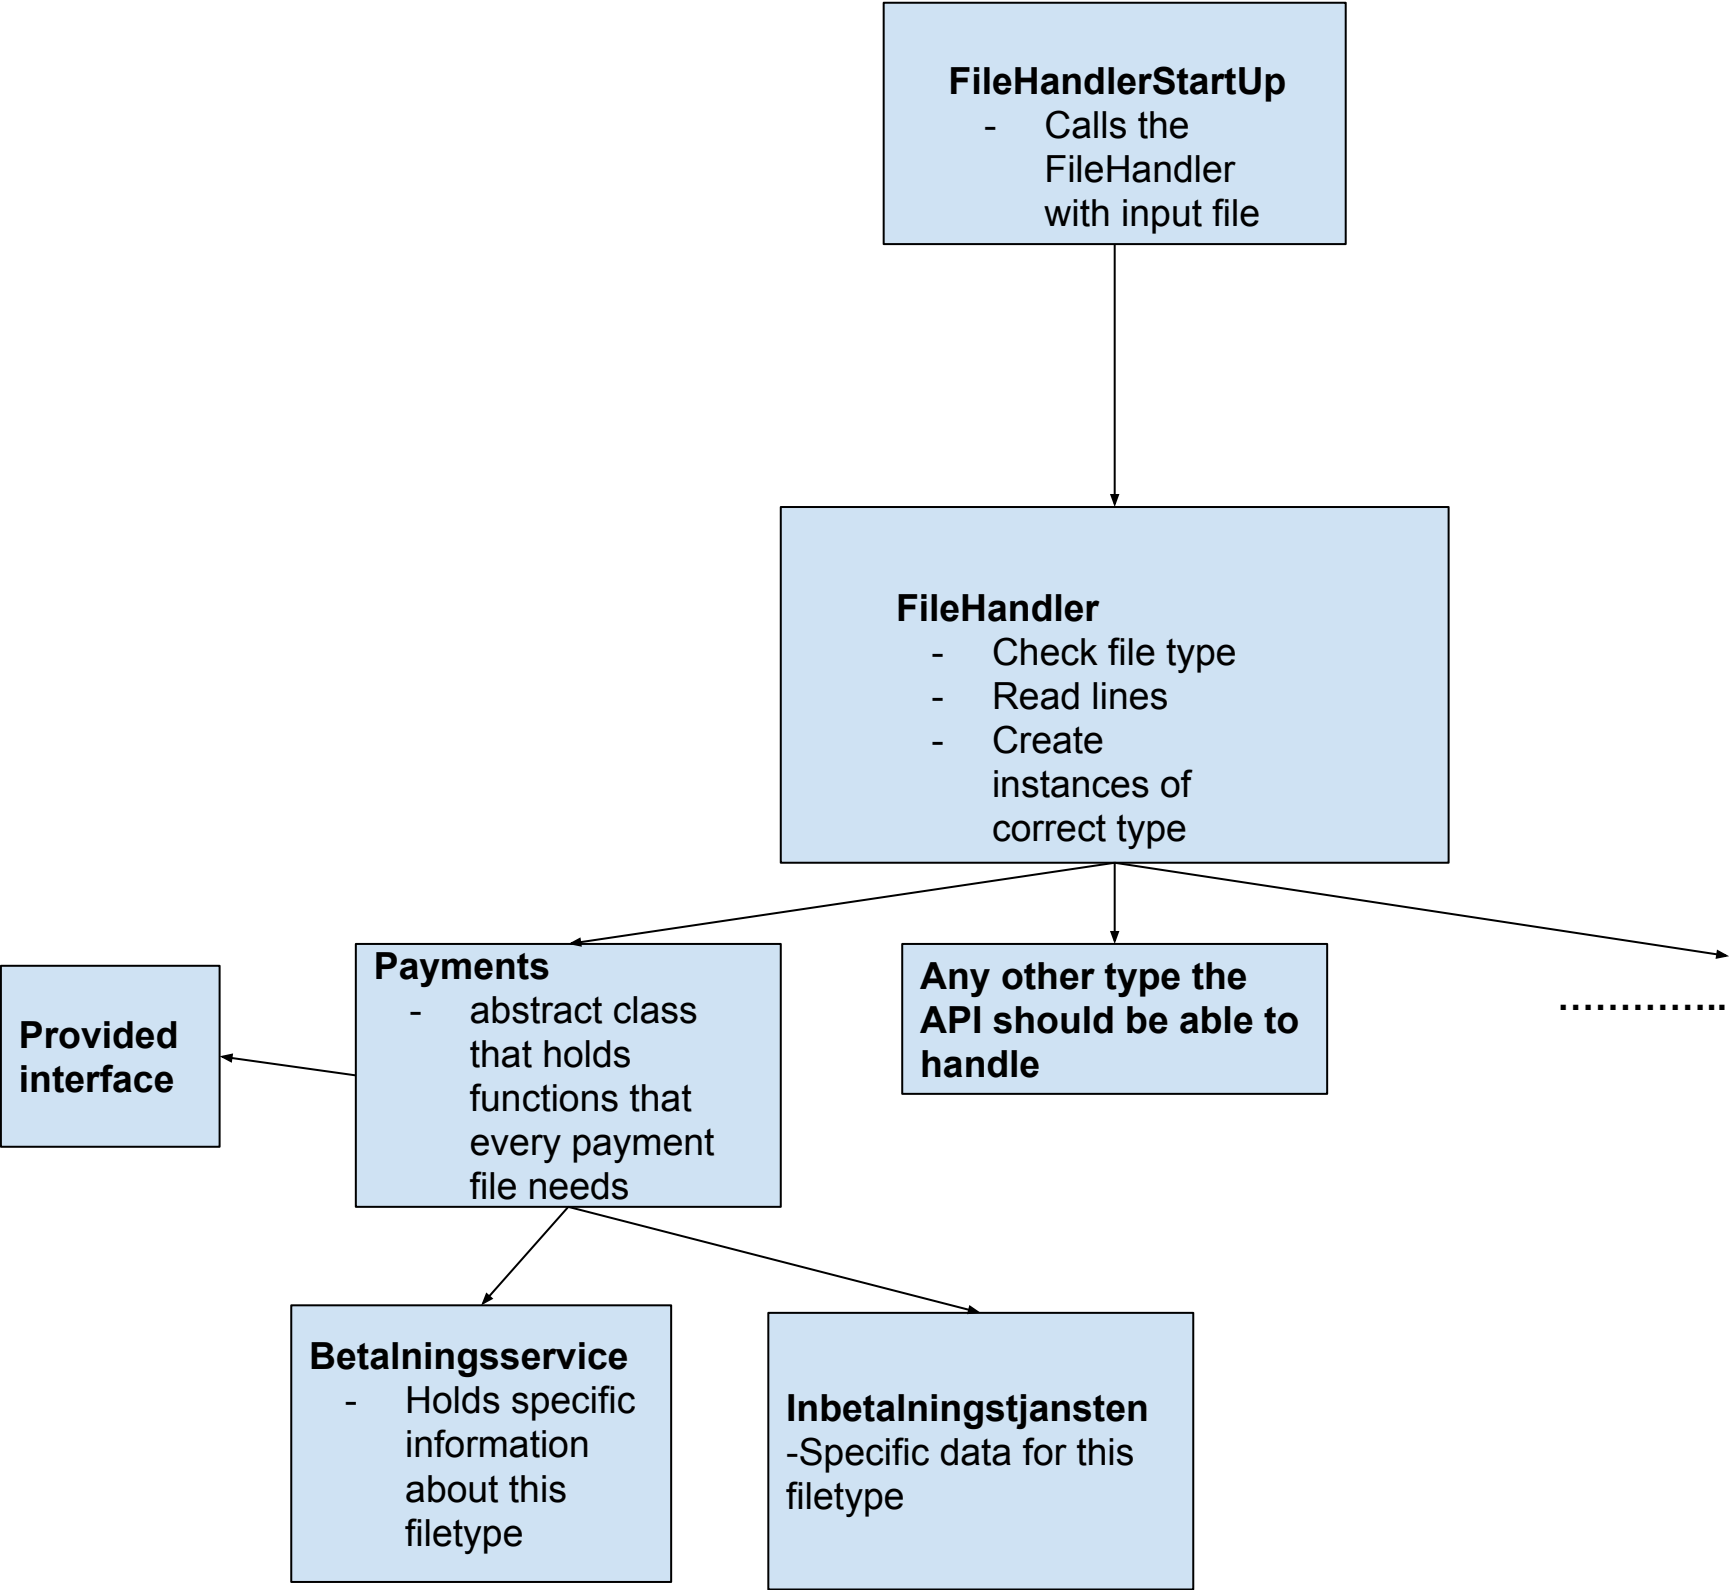 FileHandlerStartUp
- Calls the
FileHandler
with input file
FileHandler
- Check file type
- Read lines
- Create
instances of
correct type
Provided
interface
Payments
- abstract class
that holds
functions that
every payment
file needs
Any other type the
API should be able to
handle
..............
Betalningsservice
- Holds specific
information
about this
filetype
Inbetalningstjansten
-Specific data for this
filetype